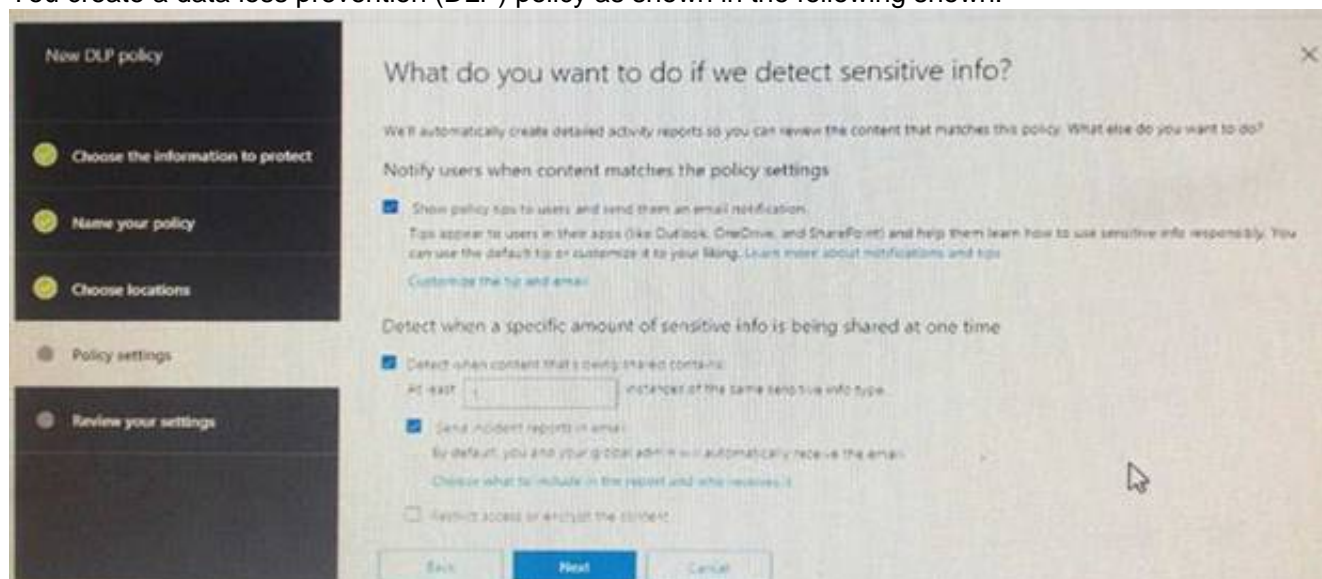 You create a data loss prevention (DLP) policy as shown in the following shown:
New DLP policy
Choose the information to protect
Name your policy
Choose locations
Policy settings
Review your settings
What do you want to do if we detect sensitive info?
We'll automatically create detailed activity reports so you can review the content that matches this policy. What else do you want to do?
Notify users when content matches the policy settings
Show policy tips to users and send them an email notification.
Tips appear to users in their apps (like Outlook, OneDrive, and SharePoint) and help them learn how to use sensitive info responsibly. You
can use the default tip or customize it to your liking. Learn more about notifications and tips
Customize the tip and email
Detect when a specific amount of sensitive info is being shared at one time
Detect when content that's being shared contains:
At least 1 instances of the same sensitive info type.
Send incident reports in email
By default, you and your global admin will automatically receive the email.
Choose what to include in the report and who receives it
Restrict access or encrypt the content
Back
Next
Cancel